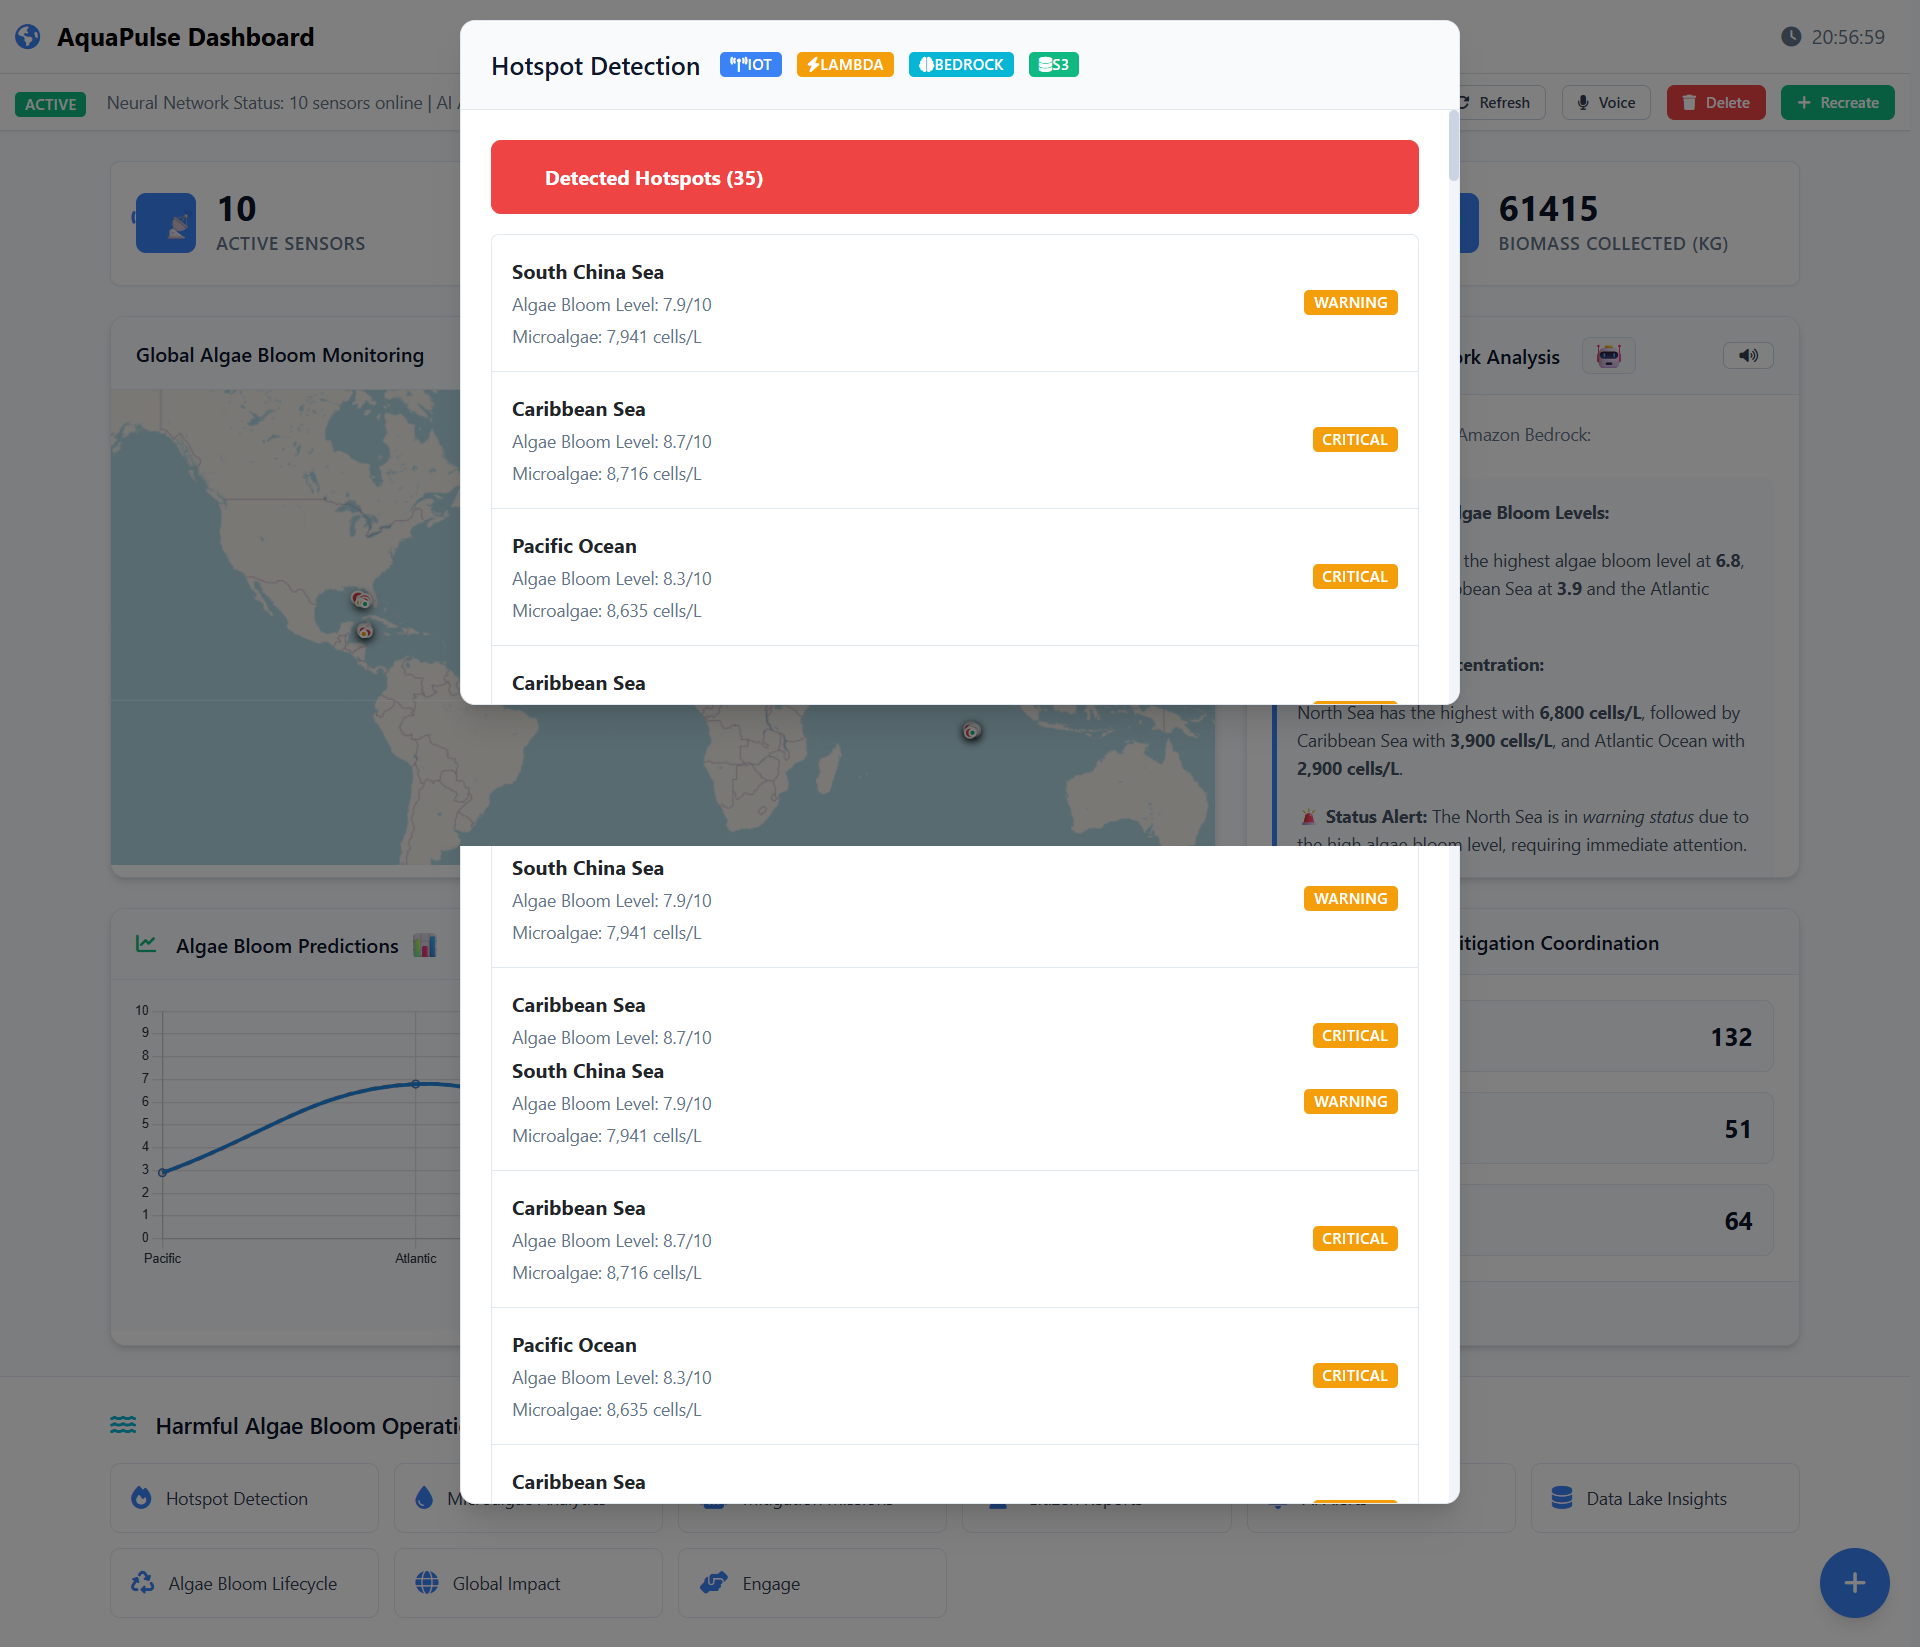 AquaPulse Dashboard
20:56:59
ACTIVE
Neural Network Status: 10 sensors online | AI
Refresh
Voice
Delete
Recreate
10
ACTIVE SENSORS
61415
BIOMASS COLLECTED (KG)
Global Algae Bloom Monitoring
Hotspot Detection
IOT
LAMBDA
BEDROCK
S3
Detected Hotspots (35)
South China Sea
Algae Bloom Level: 7.9/10
Microalgae: 7,941 cells/L
WARNING
Caribbean Sea
Algae Bloom Level: 8.7/10
Microalgae: 8,716 cells/L
CRITICAL
Pacific Ocean
Algae Bloom Level: 8.3/10
Microalgae: 8,635 cells/L
CRITICAL
Caribbean Sea
Analysis
Amazon Bedrock:
Bloom Levels:
the highest algae bloom level at 6.8,
Sea at 3.9 and the Atlantic
North Sea has the highest with 6,800 cells/L, followed by
Caribbean Sea with 3,900 cells/L, and Atlantic Ocean with
2,900 cells/L.
Status Alert: The North Sea is in warning status due to
the high algae bloom level, requiring immediate attention.
South China Sea
Algae Bloom Level: 7.9/10
Microalgae: 7,941 cells/L
WARNING
Caribbean Sea
Algae Bloom Level: 8.7/10
CRITICAL
South China Sea
Algae Bloom Level: 7.9/10
Microalgae: 7,941 cells/L
WARNING
Caribbean Sea
Algae Bloom Level: 8.7/10
Microalgae: 8,716 cells/L
CRITICAL
Pacific Ocean
Algae Bloom Level: 8.3/10
Microalgae: 8,635 cells/L
CRITICAL
Caribbean Sea
Algae Bloom Predictions
10
9
8
7
6
5
4
3
2
1
0
Pacific
Atlantic
Coordination
132
51
64
Harmful Algae Bloom
Hotspot Detection
Data Lake Insights
Algae Bloom Lifecycle
Global Impact
Engage